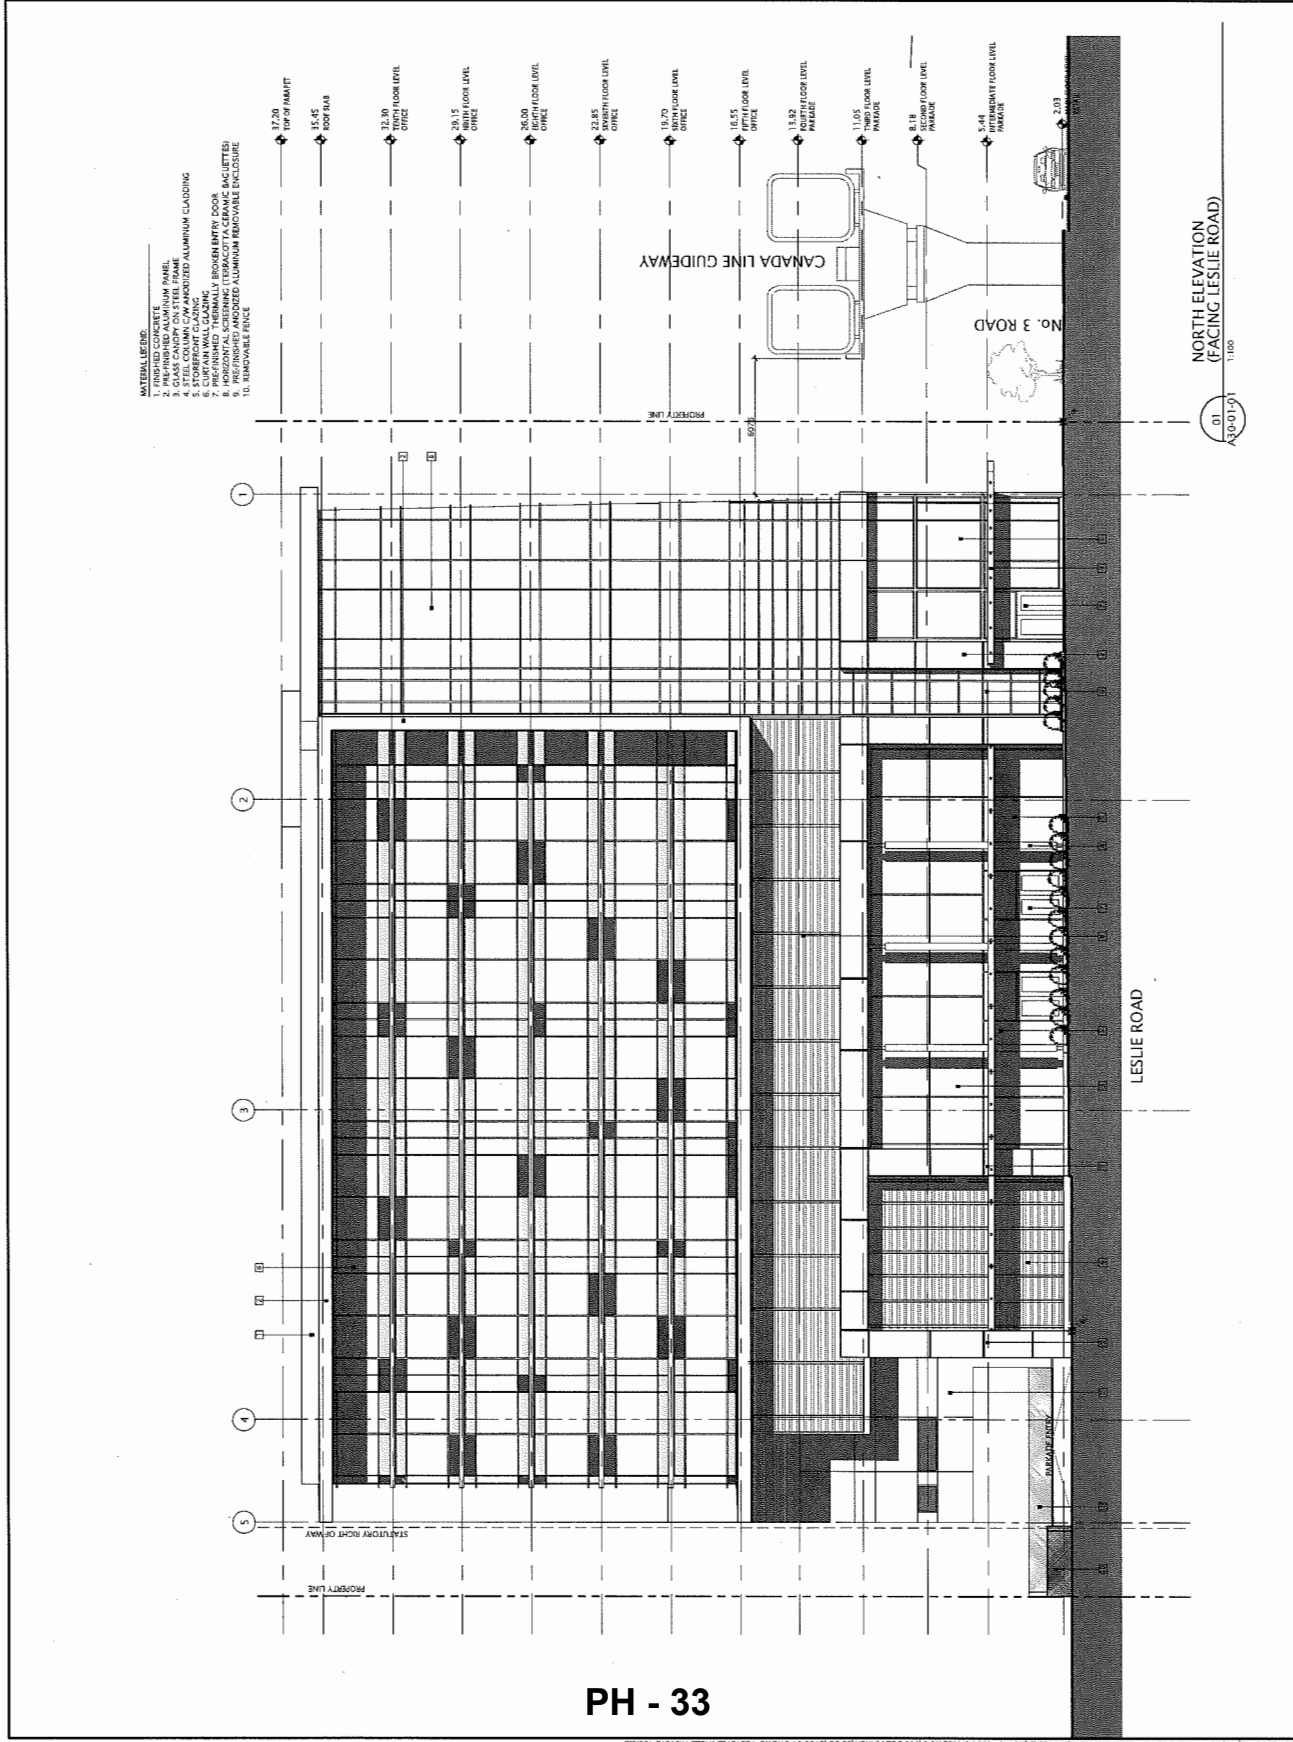 MATERIAL LEGEND:
1. FINISHED CONCRETE
2. PRE-FINISHED ALUMINUM PANEL
3. GLASS CANOPY ON STEEL FRAME
4. STEEL COLUMN C/W ANODIZED ALUMINUM CLADDING
5. STOREFRONT GLAZING
6. CURTAIN WALL GLAZING
7. PRE-FINISHED THERMALLY BROKEN ENTRY DOOR
8. HORIZONTAL SCREENING (TERRACOTTA CERAMIC BAGUETTES)
9. PRE-FINISHED ANODIZED ALUMINUM REMOVABLE ENCLOSURE
10. REMOVABLE FENCE
37.20
TOP OF PARAPET
35.45
ROOF SLAB
32.30
TENTH FLOOR LEVEL
OFFICE
29.15
NINTH FLOOR LEVEL
OFFICE
26.00
EIGHTH FLOOR LEVEL
OFFICE
22.85
SEVENTH FLOOR LEVEL
OFFICE
19.70
SIXTH FLOOR LEVEL
OFFICE
16.55
FIFTH FLOOR LEVEL
OFFICE
13.92
FOURTH FLOOR LEVEL
PARKADE
11.05
THIRD FLOOR LEVEL
PARKADE
8.18
SECOND FLOOR LEVEL
PARKADE
5.44
INTERMEDIATE FLOOR LEVEL
PARKADE
2.03
5
4
3
2
1
PROPERTY LINE
STATUTORY RIGHT OF WAY
PROPERTY LINE
CANADA LINE GUIDEWAY
No. 3 ROAD
PARKADE ENTRY
LESLIE ROAD
01
A30-01-01
NORTH ELEVATION
(FACING LESLIE ROAD)
1:100
PH - 33